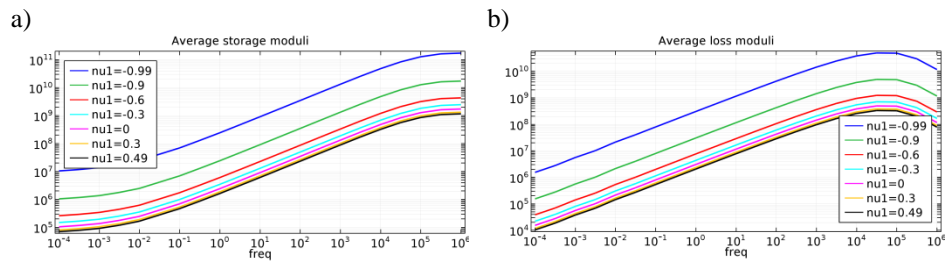 a)
Average storage moduli
10^11
10^10
10^9
10^8
10^7
10^6
10^5
nu1=-0.99
nu1=-0.9
nu1=-0.6
nu1=-0.3
nu1=0
nu1=0.3
nu1=0.49
10^-4 10^-3 10^-2 10^-1 10^0 10^1 10^2 10^3 10^4 10^5 10^6
freq
b)
Average loss moduli
10^10
10^9
10^8
10^7
10^6
10^5
10^4
nu1=-0.99
nu1=-0.9
nu1=-0.6
nu1=-0.3
nu1=0
nu1=0.3
nu1=0.49
10^-4 10^-3 10^-2 10^-1 10^0 10^1 10^2 10^3 10^4 10^5 10^6
freq